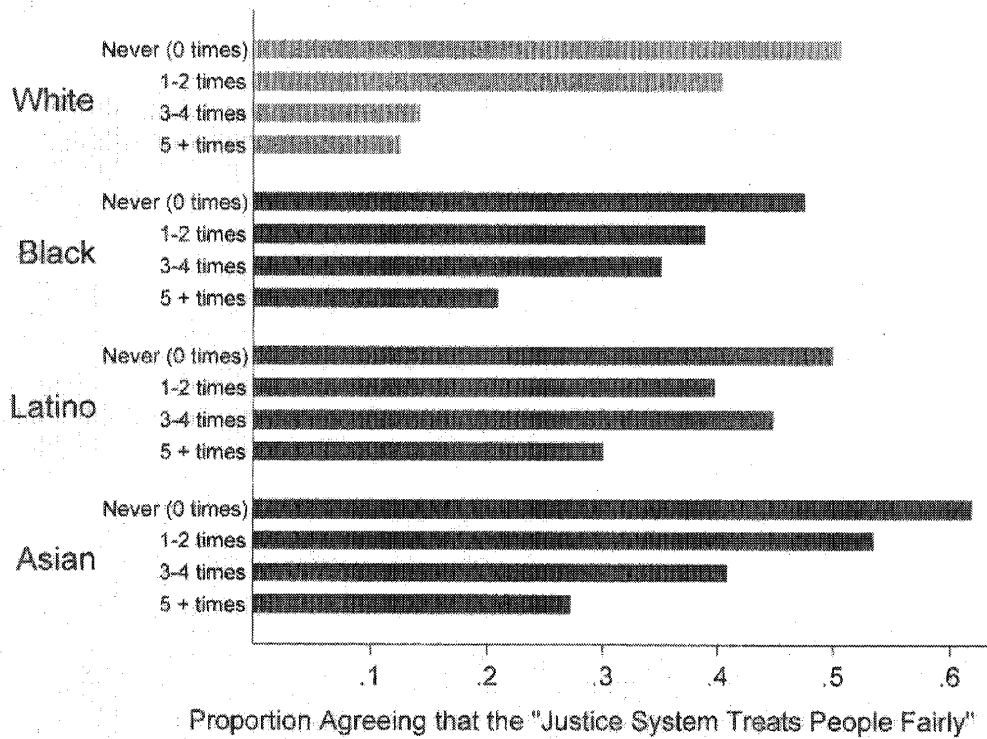 White
Never (0 times)
1-2 times
3-4 times
5 + times
Black
Never (0 times)
1-2 times
3-4 times
5 + times
Latino
Never (0 times)
1-2 times
3-4 times
5 + times
Asian
Never (0 times)
1-2 times
3-4 times
5 + times
.1 .2 .3 .4 .5 .6
Proportion Agreeing that the "Justice System Treats People Fairly"